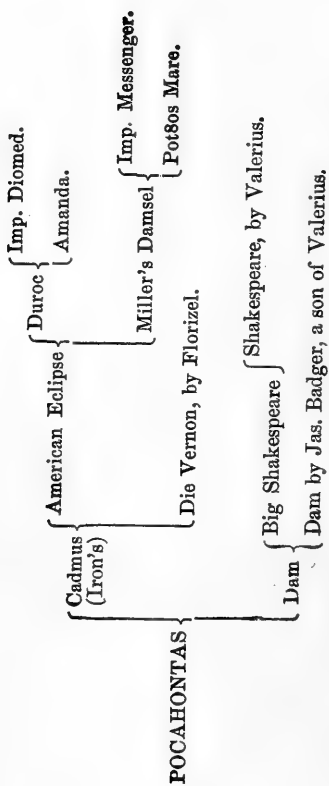 Imp. Diomed.
Duroc
Amanda.
American Eclipse
Imp. Messenger.
Miller's Damsel
Pot8os Mare.
Cadmus
(Iron's)
Die Vernon, by Florizel.
POCAHONTAS
Big Shakespeare
Shakespeare, by Valerius.
Dam
Dam by Jas. Badger, a son of Valerius.